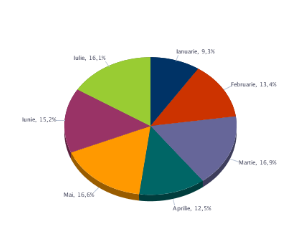 Ianuarie, 9,3%
Februarie, 13,4%
Martie, 16,9%
Aprilie, 12,5%
Mai, 16,6%
Iunie, 15,2%
Iulie, 16,1%